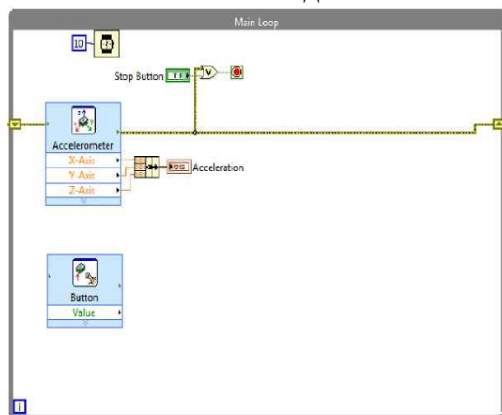 Main Loop
10
Stop Button
Accelerometer
X-Axis
Y-Axis
Z-Axis
Acceleration
Button
Value
i